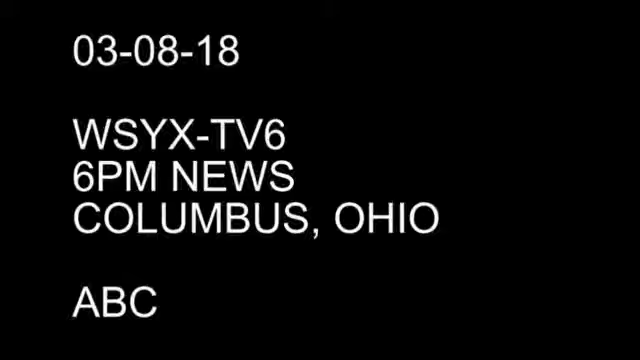 03-08-18
WSYX-TV6
6PM NEWS
COLUMBUS, OHIO
ABC